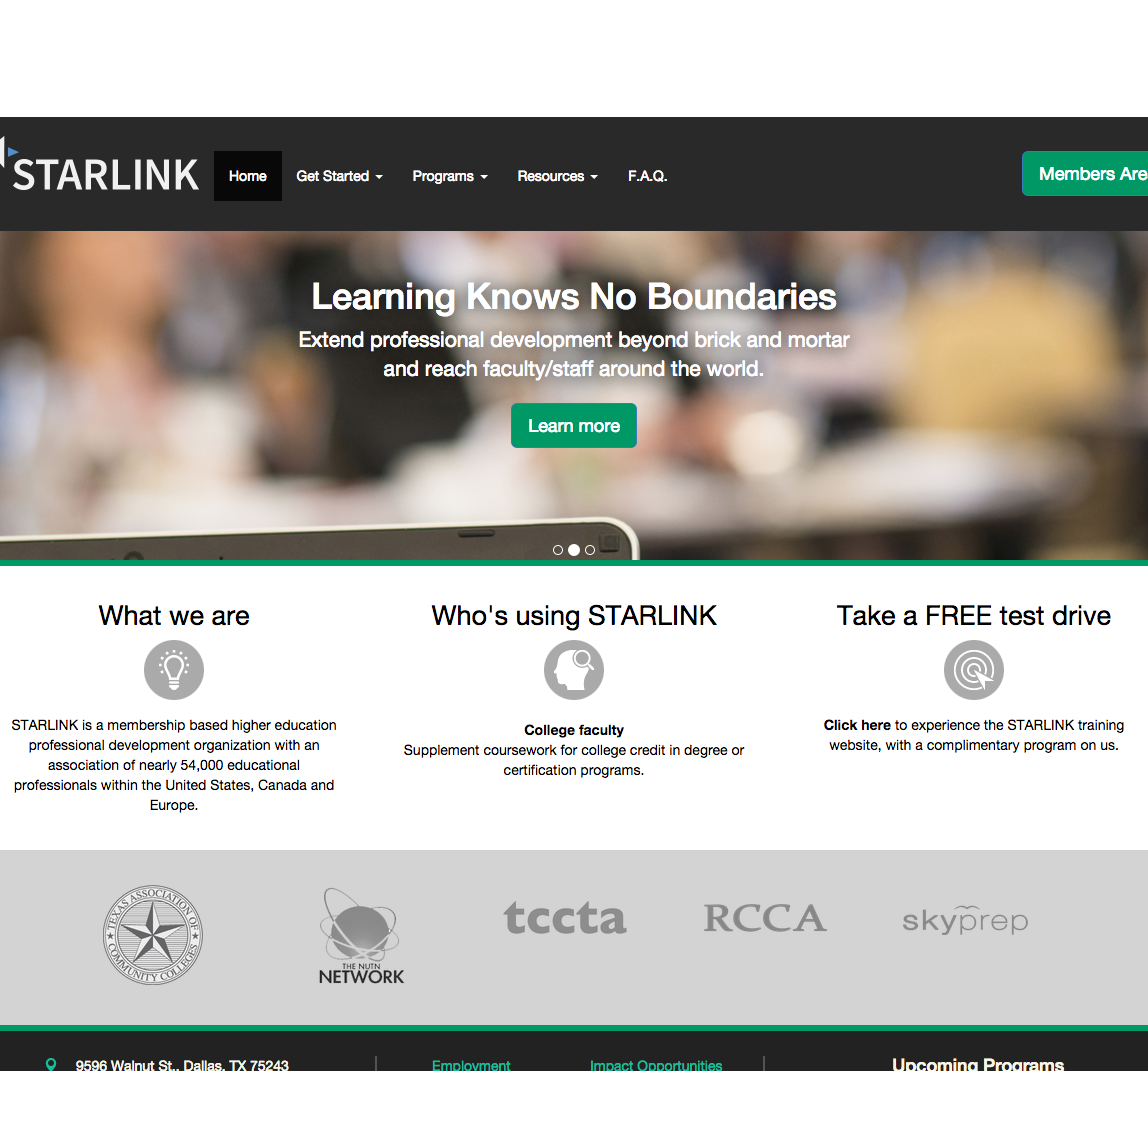 STARLINK
Home
Get Started
Programs
Resources
F.A.Q.
Members Are
Learning Knows No Boundaries
Extend professional development beyond brick and mortar
and reach faculty/staff around the world.
Learn more
What we are
STARLINK is a membership based higher education
professional development organization with an
association of nearly 54,000 educational
professionals within the United States, Canada and
Europe.
Who's using STARLINK
College faculty
Supplement coursework for college credit in degree or
certification programs.
Take a FREE test drive
Click here to experience the STARLINK training
website, with a complimentary program on us.
TEXAS ASSOCIATION OF
COMMUNITY COLLEGES
THE NUTN
NETWORK
tccta
RCCA
skyprep
9596 Walnut St., Dallas, TX 75243
Employment
Impact Opportunities
Upcoming Programs